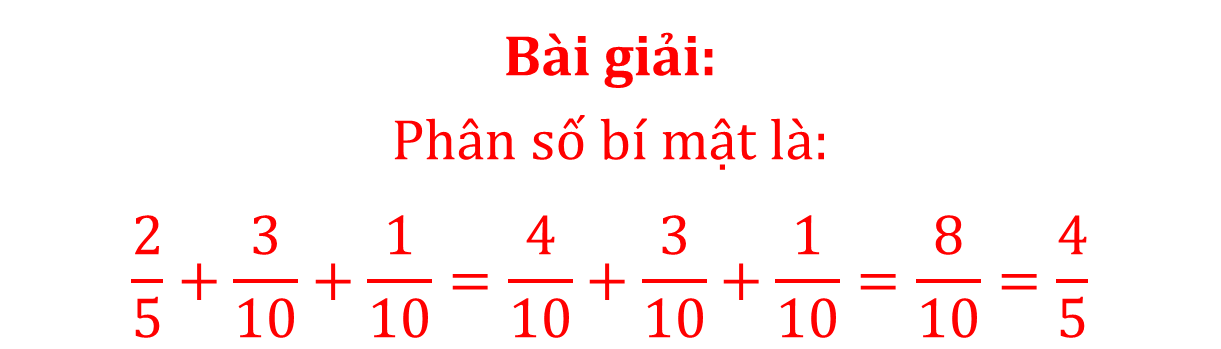 Bài giải:
Phân số bí mật là:
2/5 + 3/10 + 1/10 = 4/10 + 3/10 + 1/10 = 8/10 = 4/5